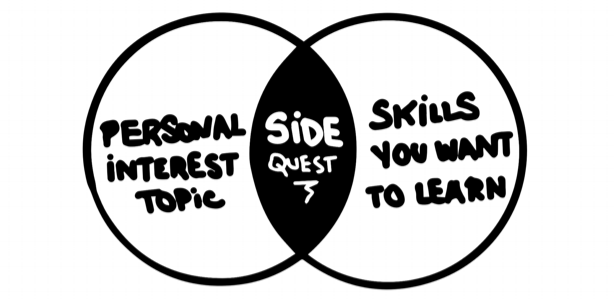 PERSONAL
iNTEREST
TOPiC
SiDE
QUEST
SKiLLS
YOU WANT
TO LEARN